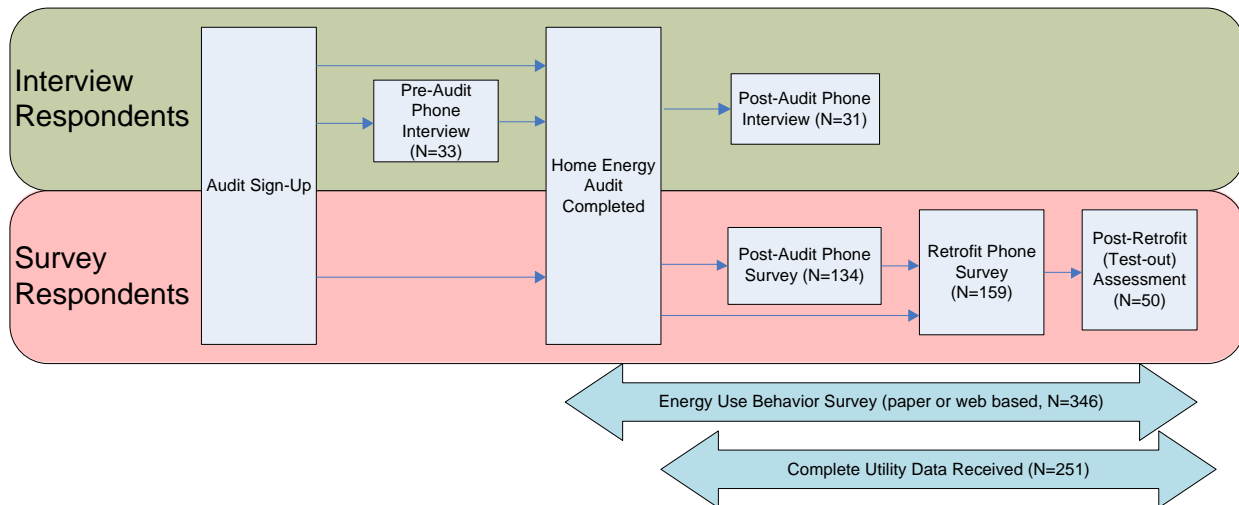 Interview
Respondents
Audit Sign-Up
Pre-Audit
Phone
Interview
(N=33)
Home Energy
Audit
Completed
Post-Audit Phone
Interview (N=31)
Survey
Respondents
Post-Audit Phone
Survey (N=134)
Retrofit Phone
Survey
(N=159)
Post-Retrofit
(Test-out)
Assessment
(N=50)
Energy Use Behavior Survey (paper or web based, N=346)
Complete Utility Data Received (N=251)